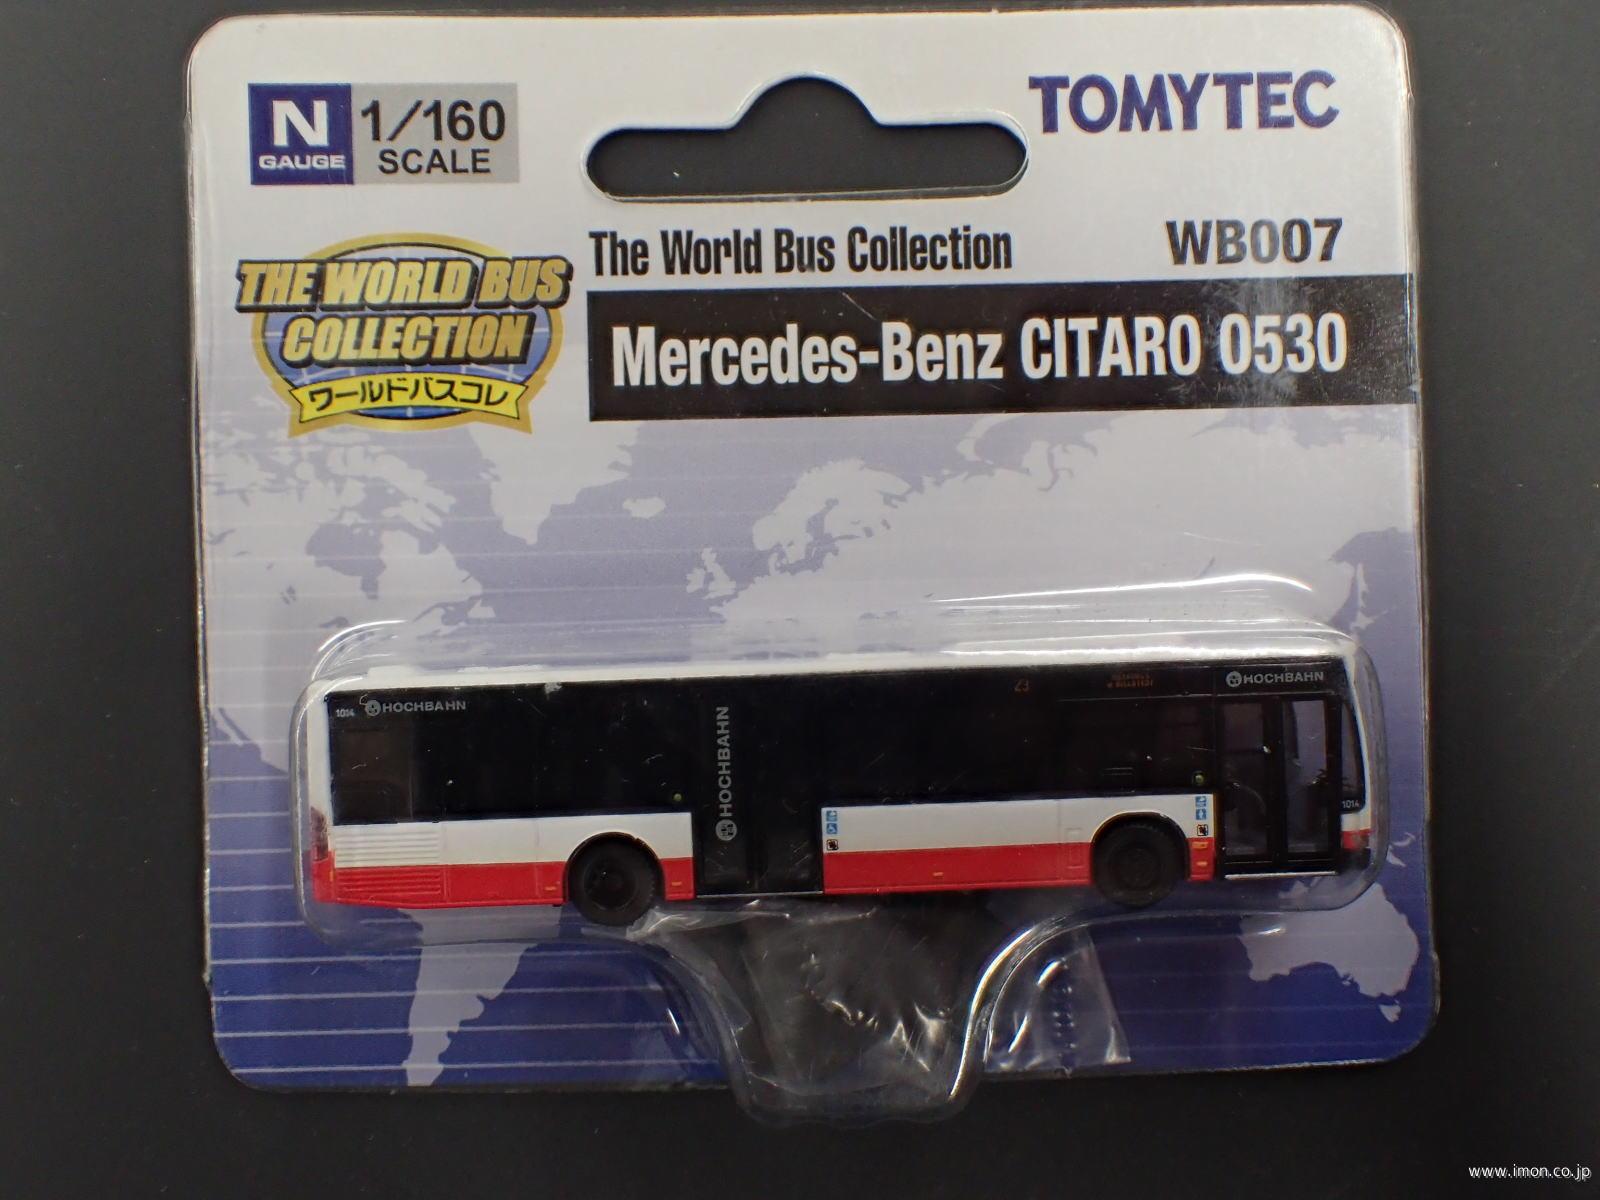 N
GAUGE
1/160
SCALE
TOMYTEC
THE WORLD BUS
COLLECTION
ワールドバスコレ
The World Bus Collection
WB007
Mercedes-Benz CITARO O530
1014
HOCHBAHN
HOCHBAHN
23
HOCHBAHN
1014
www.imon.co.jp